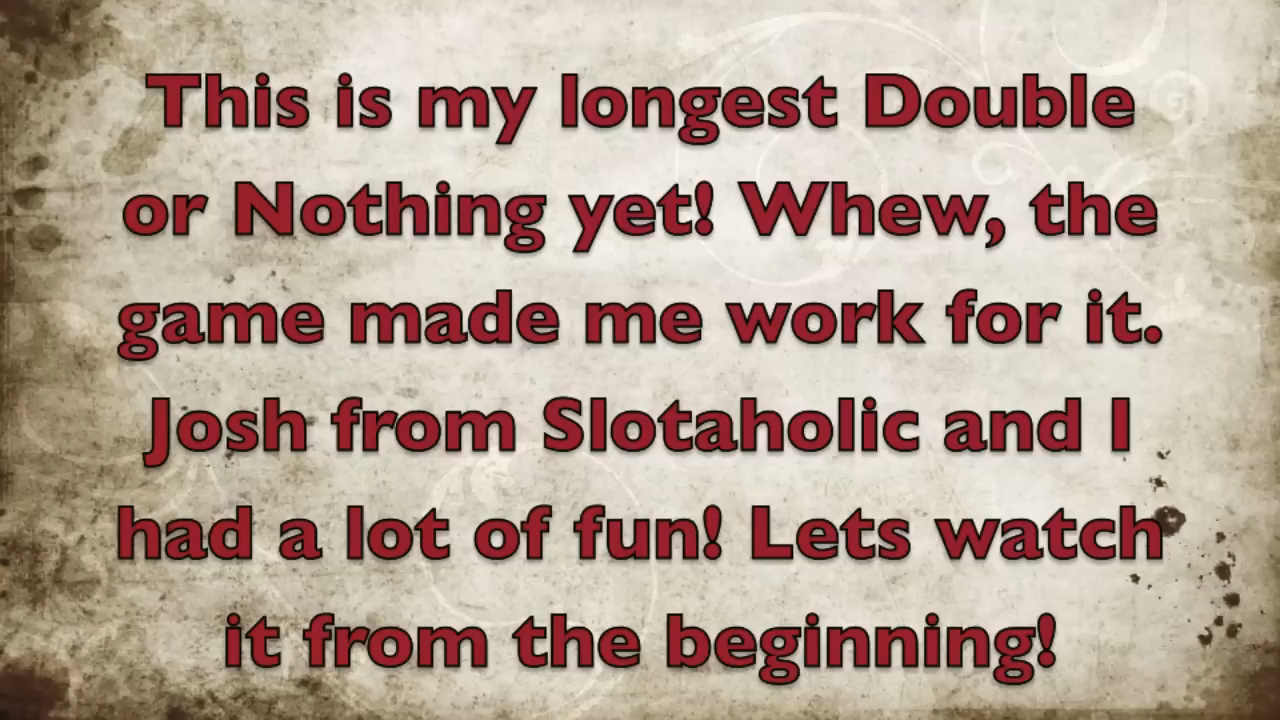 This is my longest Double
or Nothing yet! Whew, the
game made me work for it.
Josh from Slotaholic and I
had a lot of fun! Lets watch
it from the beginning!